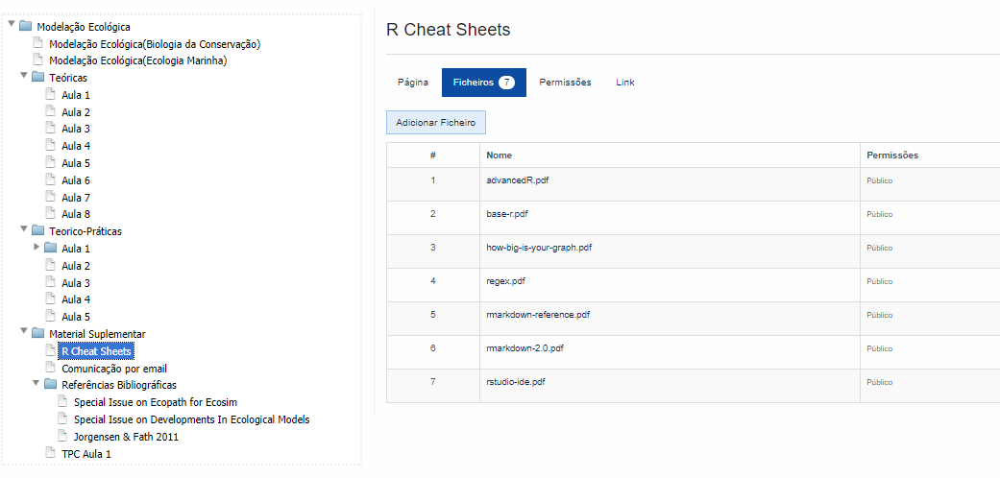 Modelação Ecológica
Modelação Ecológica(Biologia da Conservação)
Modelação Ecológica(Ecologia Marinha)
Teóricas
Aula 1
Aula 2
Aula 3
Aula 4
Aula 5
Aula 6
Aula 7
Aula 8
Teorico-Práticas
Aula 1
Aula 2
Aula 3
Aula 4
Aula 5
Material Suplementar
R Cheat Sheets
Comunicação por email
Referências Bibliográficas
Special Issue on Ecopath for Ecosim
Special Issue on Developments In Ecological Models
Jorgensen & Fath 2011
TPC Aula 1
R Cheat Sheets
Página Ficheiros 7 Permissões Link
Adicionar Ficheiro
# Nome Permissões
1 advancedR.pdf Público
2 base-r.pdf Público
3 how-big-is-your-graph.pdf Público
4 regex.pdf Público
5 rmarkdown-reference.pdf Público
6 rmarkdown-2.0.pdf Público
7 rstudio-ide.pdf Público